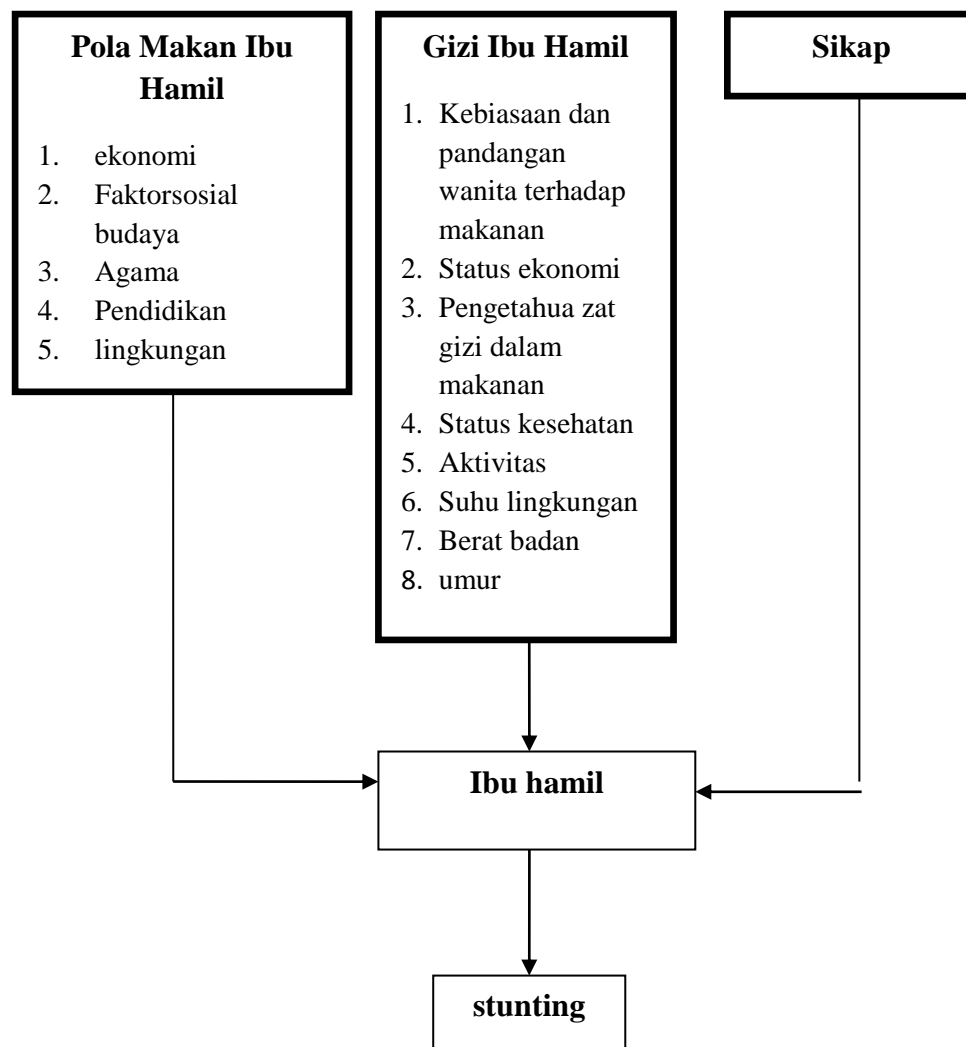 Pola Makan Ibu
Hamil
1. ekonomi
2. Faktorsosial
budaya
3. Agama
4. Pendidikan
5. lingkungan
Gizi Ibu Hamil
1. Kebiasaan dan
pandangan
wanita terhadap
makanan
2. Status ekonomi
3. Pengetahua zat
gizi dalam
makanan
4. Status kesehatan
5. Aktivitas
6. Suhu lingkungan
7. Berat badan
8. umur
Sikap
Ibu hamil
stunting